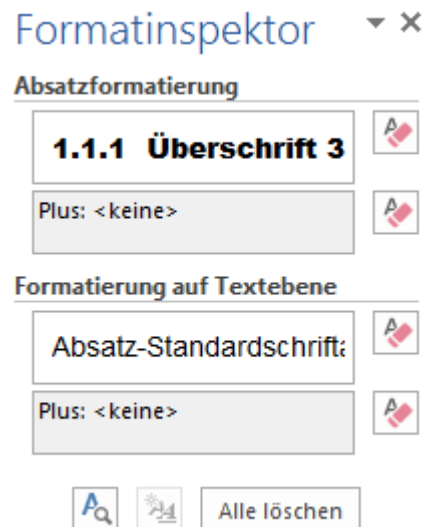 Formatinspektor
Absatzformatierung
1.1.1 Überschrift 3
Plus: <keine>
Formatierung auf Textebene
Absatz-Standardschrifta
Plus: <keine>
Alle löschen